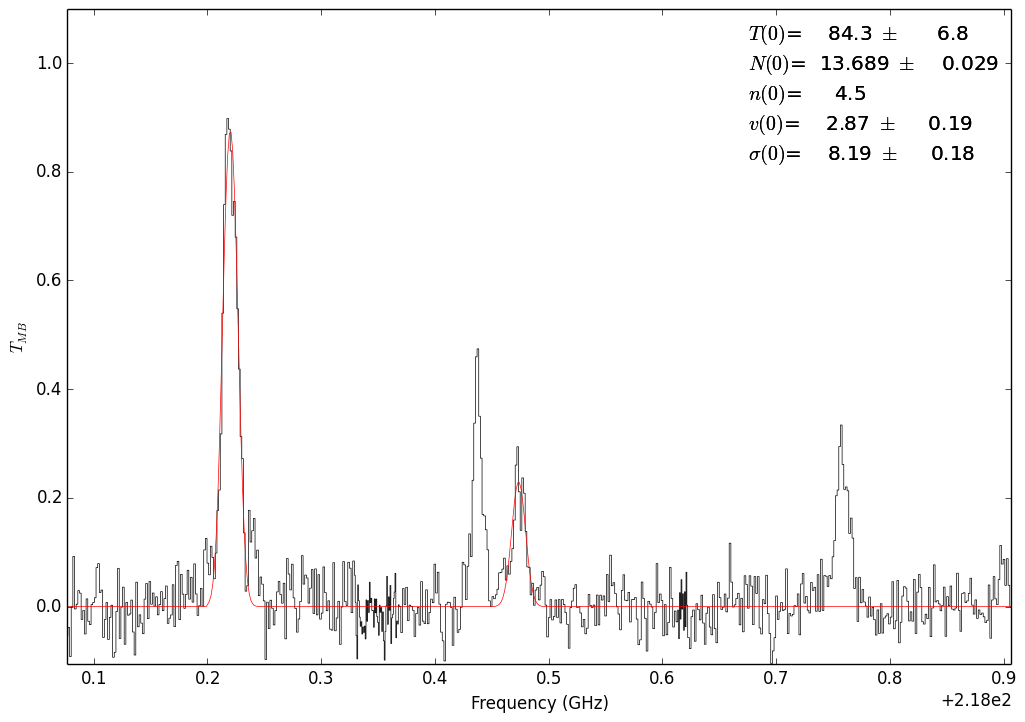 T(0)= 84.3 ± 6.8
N(0)= 13.689 ± 0.029
n(0)= 4.5
v(0)= 2.87 ± 0.19
σ(0)= 8.19 ± 0.18
1.0
0.8
0.6
0.4
0.2
0.0
T_MB
0.1 0.2 0.3 0.4 0.5 0.6 0.7 0.8 0.9
Frequency (GHz)
+2.18e2